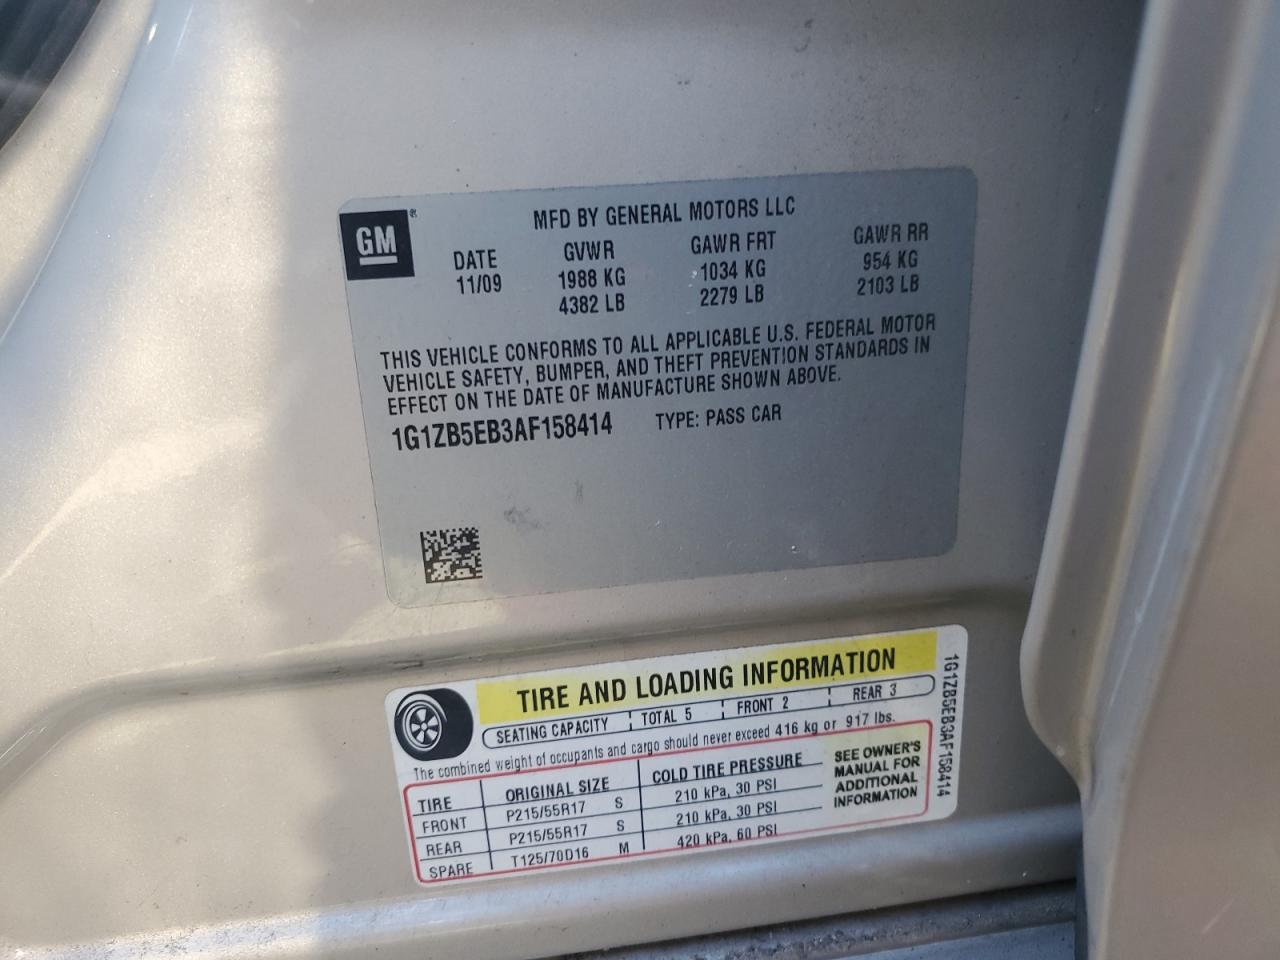 GM ®
MFD BY GENERAL MOTORS LLC
DATE GVWR GAWR FRT GAWR RR
11/09 1988 KG 1034 KG 954 KG
4382 LB 2279 LB 2103 LB
THIS VEHICLE CONFORMS TO ALL APPLICABLE U.S. FEDERAL MOTOR
VEHICLE SAFETY, BUMPER, AND THEFT PREVENTION STANDARDS IN
EFFECT ON THE DATE OF MANUFACTURE SHOWN ABOVE.
1G1ZB5EB3AF158414 TYPE: PASS CAR
TIRE AND LOADING INFORMATION
SEATING CAPACITY TOTAL 5 FRONT 2 REAR 3
The combined weight of occupants and cargo should never exceed 416 kg or 917 lbs.
TIRE ORIGINAL SIZE COLD TIRE PRESSURE
FRONT P215/55R17 S 210 kPa, 30 PSI
REAR P215/55R17 S 210 kPa, 30 PSI
SPARE T125/70D16 M 420 kPa, 60 PSI
SEE OWNER'S
MANUAL FOR
ADDITIONAL
INFORMATION
1G1ZB5EB3AF158414